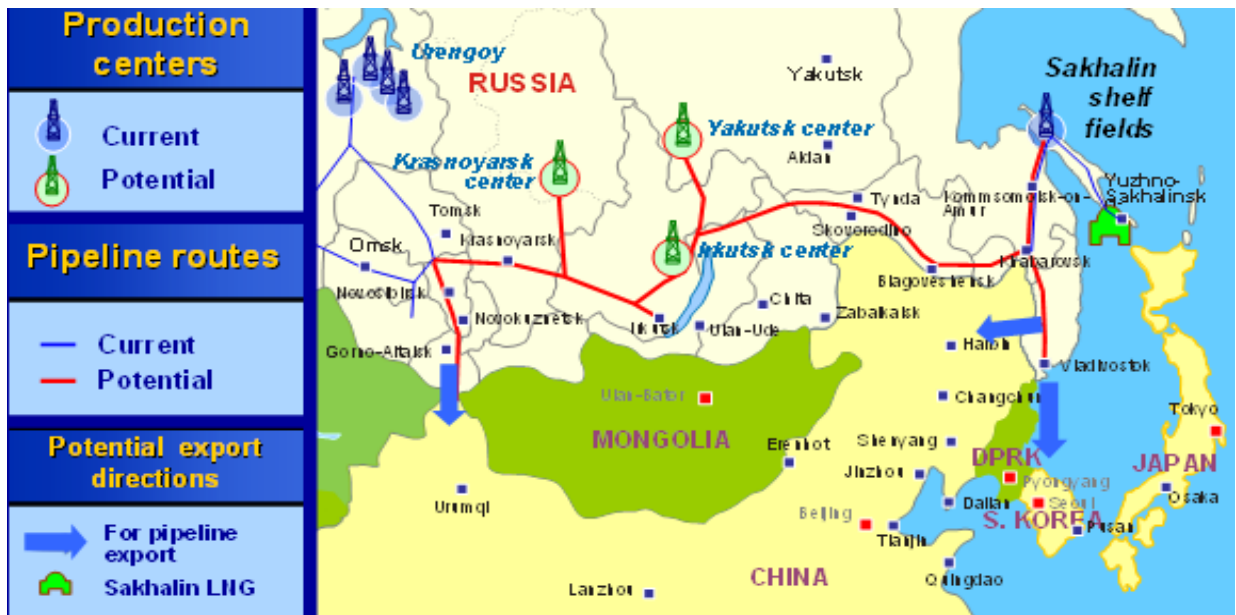 Production
centers
Current
Potential
Pipeline routes
Current
Potential
Potential export
directions
For pipeline
export
Sakhalin LNG
Urengoy
RUSSIA
Yakutsk
Sakhalin
shelf
fields
Yakutsk center
Aldan
Krasnoyarsk
center
Yuzhno-
Sakhalinsk
Tomsk
Tynda
Kommsomolsk-on-
Amur
Omsk
Krasnoyarsk
Skovorodino
Irkutsk center
Khabarovsk
Blagoveshensk
Novosibirsk
Chita
Zabaikalsk
Novokuznetsk
Irkutsk
Ulan-Ude
Gorno-Altaisk
Harbin
Vladivostok
Ulan-Bator
Changchun
Tokyo
MONGOLIA
Erenhot
Shenyang
DPRK
JAPAN
Jinzhou
Pyongyang
Urumqi
Dalian
Seoul
Osaka
Beijing
S. KOREA
Tianjin
Pusan
CHINA
Quingdao
Lanzhou